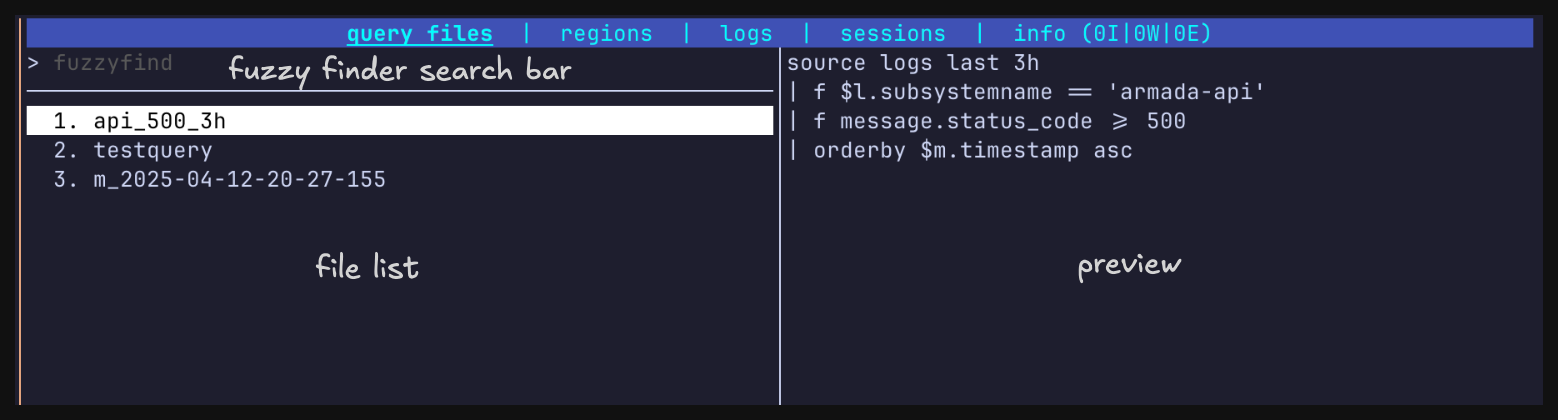 query files | regions | logs | sessions | info (0I|0W|0E)
> fuzzyfind
fuzzy finder search bar
1. api_500_3h
2. testquery
3. m_2025-04-12-20-27-155
file list
source logs last 3h
| f $l.subsystemname == 'armada-api'
| f message.status_code >= 500
| orderby $m.timestamp asc
preview